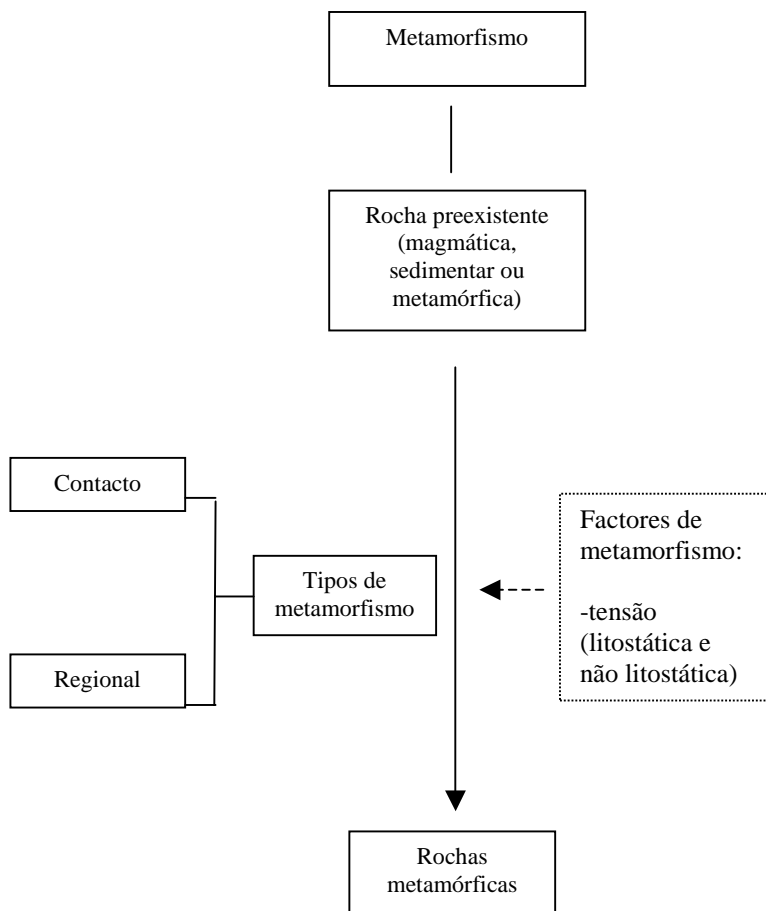 Metamorfismo
Rocha preexistente
(magmática,
sedimentar ou
metamórfica)
Contacto
Tipos de
metamorfismo
Regional
Factores de
metamorfismo:
-tensão
(litostática e
não litostática)
Rochas
metamórficas